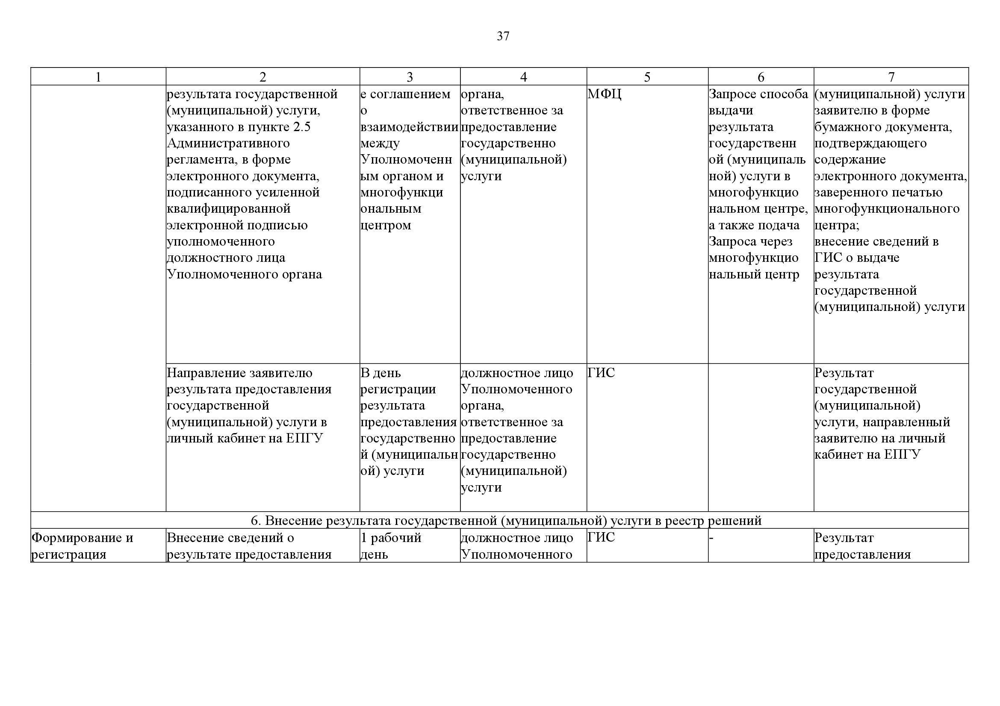 37
1 2 3 4 5 6 7
результата государственной
(муниципальной) услуги,
указанного в пункте 2.5
Административного
регламента, в форме
электронного документа,
подписанного усиленной
квалифицированной
электронной подписью
уполномоченного
должностного лица
Уполномоченного органа
е соглашением
о
взаимодействии
между
Уполномоченн
ым органом и
многофункци
ональным
центром
органа,
ответственное за
предоставление
государственно
(муниципальной)
услуги
МФЦ
Запросе способа
выдачи
результата
государственн
ой (муниципаль
ной) услуги в
многофункцио
нальном центре,
а также подача
Запроса через
многофункцио
нальный центр
(муниципальной) услуги
заявителю в форме
бумажного документа,
подтверждающего
содержание
электронного документа,
заверенного печатью
многофункционального
центра;
внесение сведений в
ГИС о выдаче
результата
государственной
(муниципальной) услуги
Направление заявителю
результата предоставления
государственной
(муниципальной) услуги в
личный кабинет на ЕПГУ
В день
регистрации
результата
предоставления
государственно
й (муниципальн
ой) услуги
должностное лицо
Уполномоченного
органа,
ответственное за
предоставление
государственно
(муниципальной)
услуги
ГИС
Результат
государственной
(муниципальной)
услуги, направленный
заявителю на личный
кабинет на ЕПГУ
6. Внесение результата государственной (муниципальной) услуги в реестр решений
Формирование и
регистрация
Внесение сведений о
результате предоставления
1 рабочий
день
должностное лицо
Уполномоченного
ГИС
-
Результат
предоставления